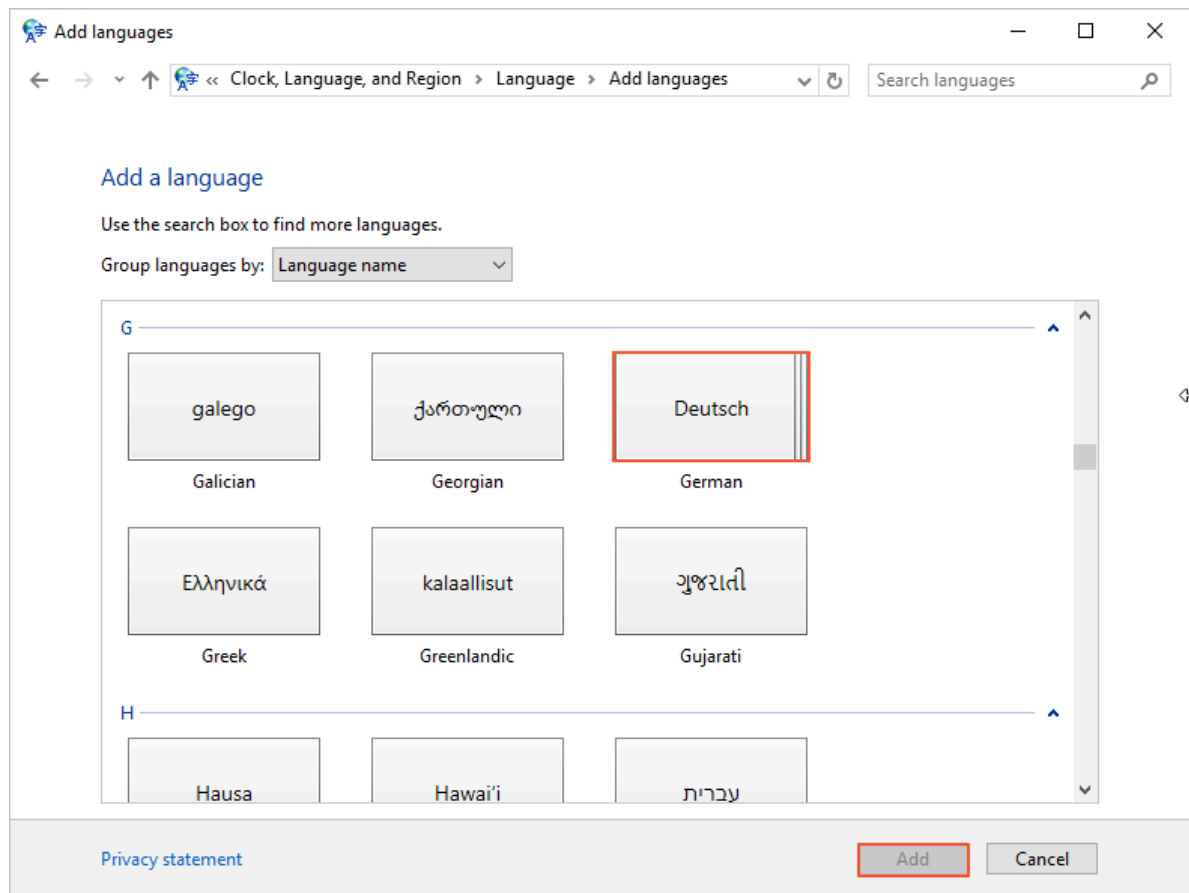 Add languages
« Clock, Language, and Region › Language › Add languages
Search languages
Add a language
Use the search box to find more languages.
Group languages by: Language name
G
galego ქართული Deutsch
Galician Georgian German
Ελληνικά kalaallisut ગુજરાતી
Greek Greenlandic Gujarati
H
Hausa Hawaiʻi עברית
Privacy statement Add Cancel